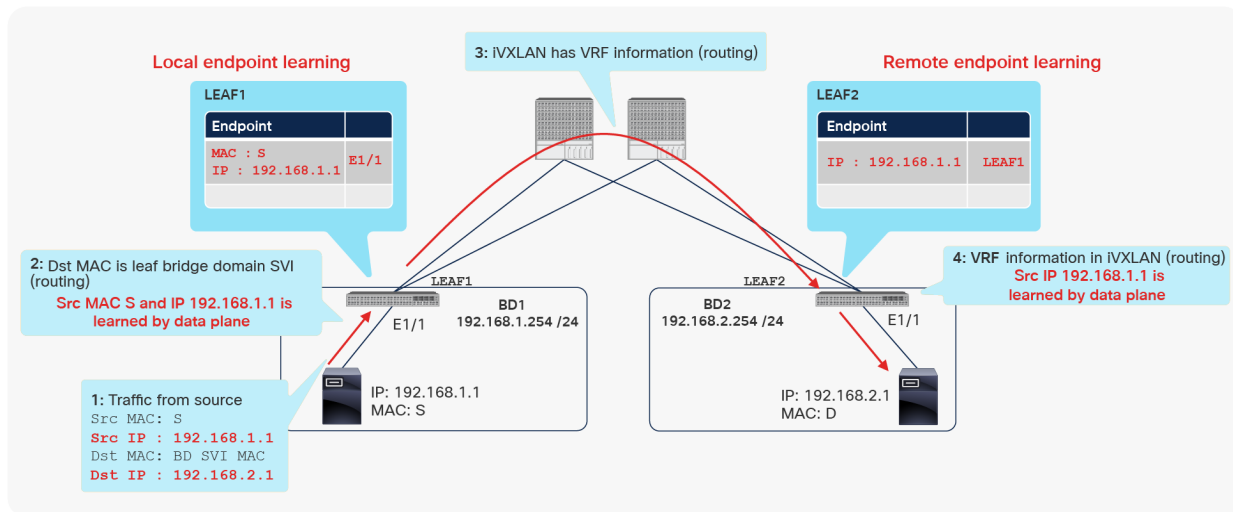 3: iVXLAN has VRF information (routing)
Local endpoint learning
Remote endpoint learning
LEAF1
Endpoint
MAC : S
IP : 192.168.1.1
E1/1
LEAF2
Endpoint
IP : 192.168.1.1
LEAF1
2: Dst MAC is leaf bridge domain SVI
(routing)
Src MAC S and IP 192.168.1.1 is
learned by data plane
4: VRF information in iVXLAN (routing)
Src IP 192.168.1.1 is
learned by data plane
LEAF1
BD1
192.168.1.254 /24
E1/1
LEAF2
BD2
192.168.2.254 /24
E1/1
IP: 192.168.1.1
MAC: S
IP: 192.168.2.1
MAC: D
1: Traffic from source
Src MAC: S
Src IP : 192.168.1.1
Dst MAC: BD SVI MAC
Dst IP : 192.168.2.1